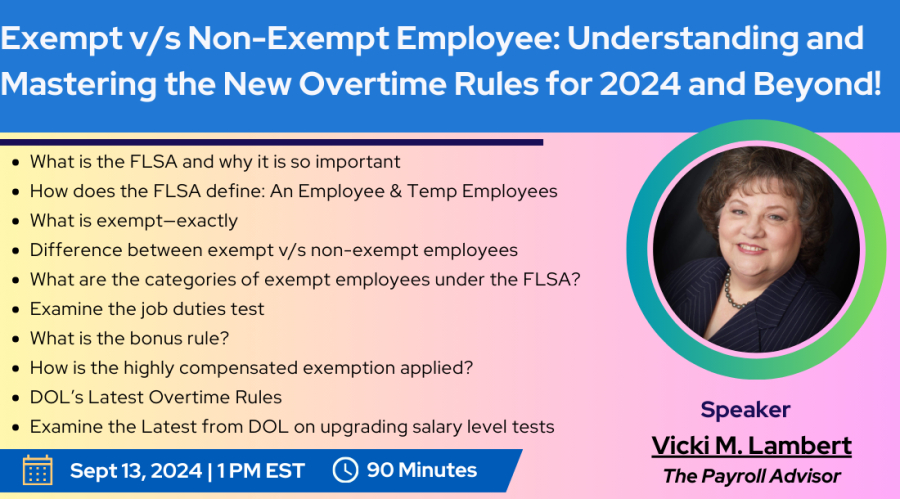 Exempt v/s Non-Exempt Employee: Understanding and
Mastering the New Overtime Rules for 2024 and Beyond!
• What is the FLSA and why it is so important
• How does the FLSA define: An Employee & Temp Employees
• What is exempt—exactly
• Difference between exempt v/s non-exempt employees
• What are the categories of exempt employees under the FLSA?
• Examine the job duties test
• What is the bonus rule?
• How is the highly compensated exemption applied?
• DOL's Latest Overtime Rules
• Examine the Latest from DOL on upgrading salary level tests
Sept 13, 2024 | 1 PM EST
90 Minutes
Speaker
Vicki M. Lambert
The Payroll Advisor